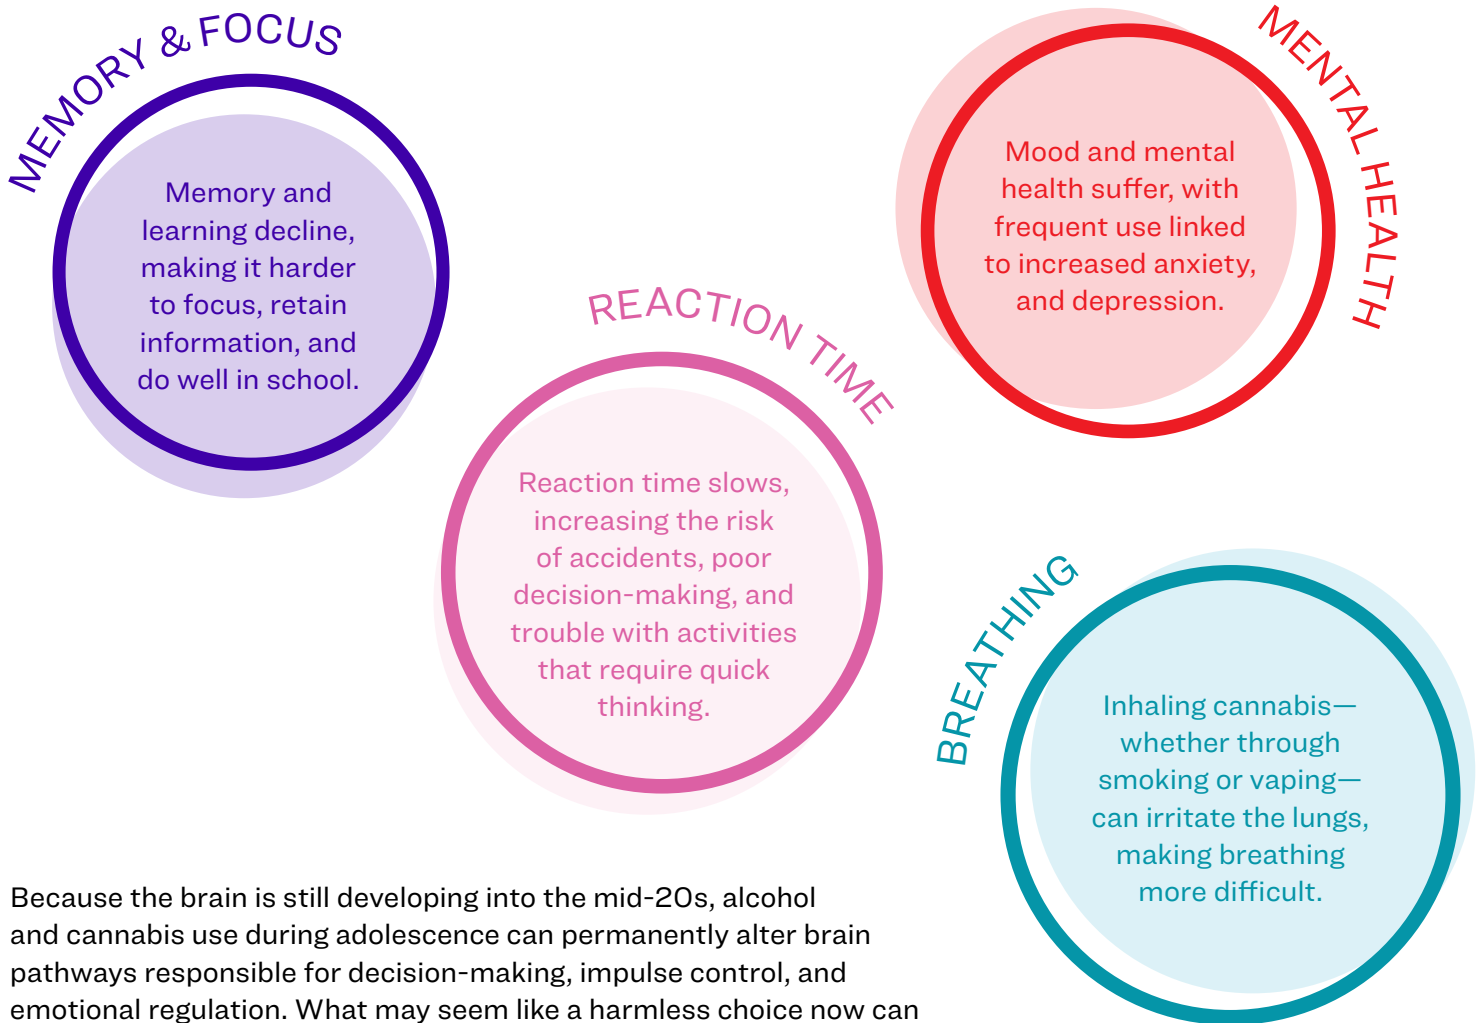 MEMORY & FOCUS
Memory and
learning decline,
making it harder
to focus, retain
information, and
do well in school.
MENTAL HEALTH
Mood and mental
health suffer, with
frequent use linked
to increased anxiety,
and depression.
REACTION TIME
Reaction time slows,
increasing the risk
of accidents, poor
decision-making, and
trouble with activities
that require quick
thinking.
BREATHING
Inhaling cannabis—
whether through
smoking or vaping—
can irritate the lungs,
making breathing
more difficult.
Because the brain is still developing into the mid-20s, alcohol
and cannabis use during adolescence can permanently alter brain
pathways responsible for decision-making, impulse control, and
emotional regulation. What may seem like a harmless choice now can